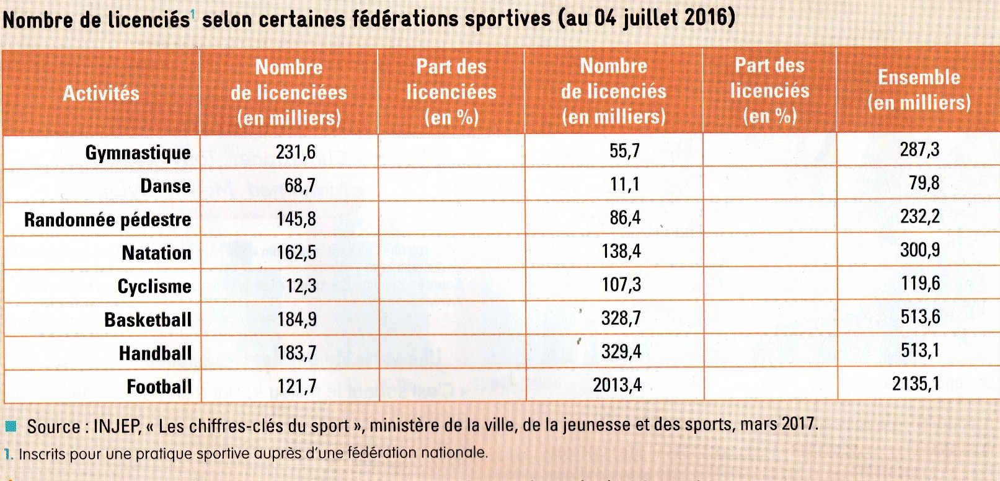 Nombre de licenciés¹ selon certaines fédérations sportives (au 04 juillet 2016)
Activités | Nombre de licenciées (en milliers) | Part des licenciées (en %) | Nombre de licenciés (en milliers) | Part des licenciés (en %) | Ensemble (en milliers)
Gymnastique | 231,6 | | 55,7 | | 287,3
Danse | 68,7 | | 11,1 | | 79,8
Randonnée pédestre | 145,8 | | 86,4 | | 232,2
Natation | 162,5 | | 138,4 | | 300,9
Cyclisme | 12,3 | | 107,3 | | 119,6
Basketball | 184,9 | | 328,7 | | 513,6
Handball | 183,7 | | 329,4 | | 513,1
Football | 121,7 | | 2013,4 | | 2135,1
Source : INJEP, « Les chiffres-clés du sport », ministère de la ville, de la jeunesse et des sports, mars 2017.
1. Inscrits pour une pratique sportive auprès d'une fédération nationale.